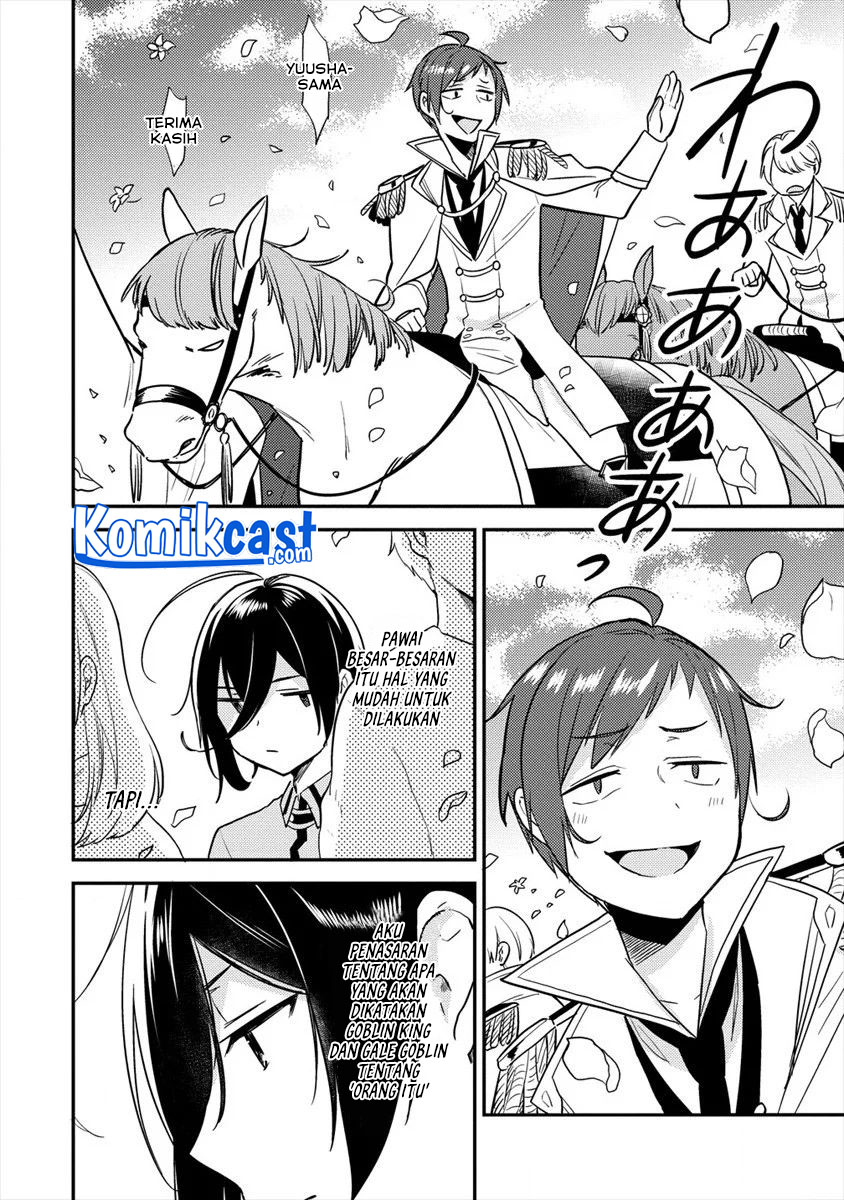 わあああああっ
YUUSHA-
SAMA
TERIMA
KASIH
Komikcast
.com
PAWAI
BESAR-BESARAN
ITU HAL YANG
MUDAH UNTUK
DILAKUKAN
TAPI...
AKU
PENASARAN
TENTANG APA
YANG AKAN
DIKATAKAN
GOBLIN KING
DAN GALE GOBLIN
TENTANG
'ORANG ITU'